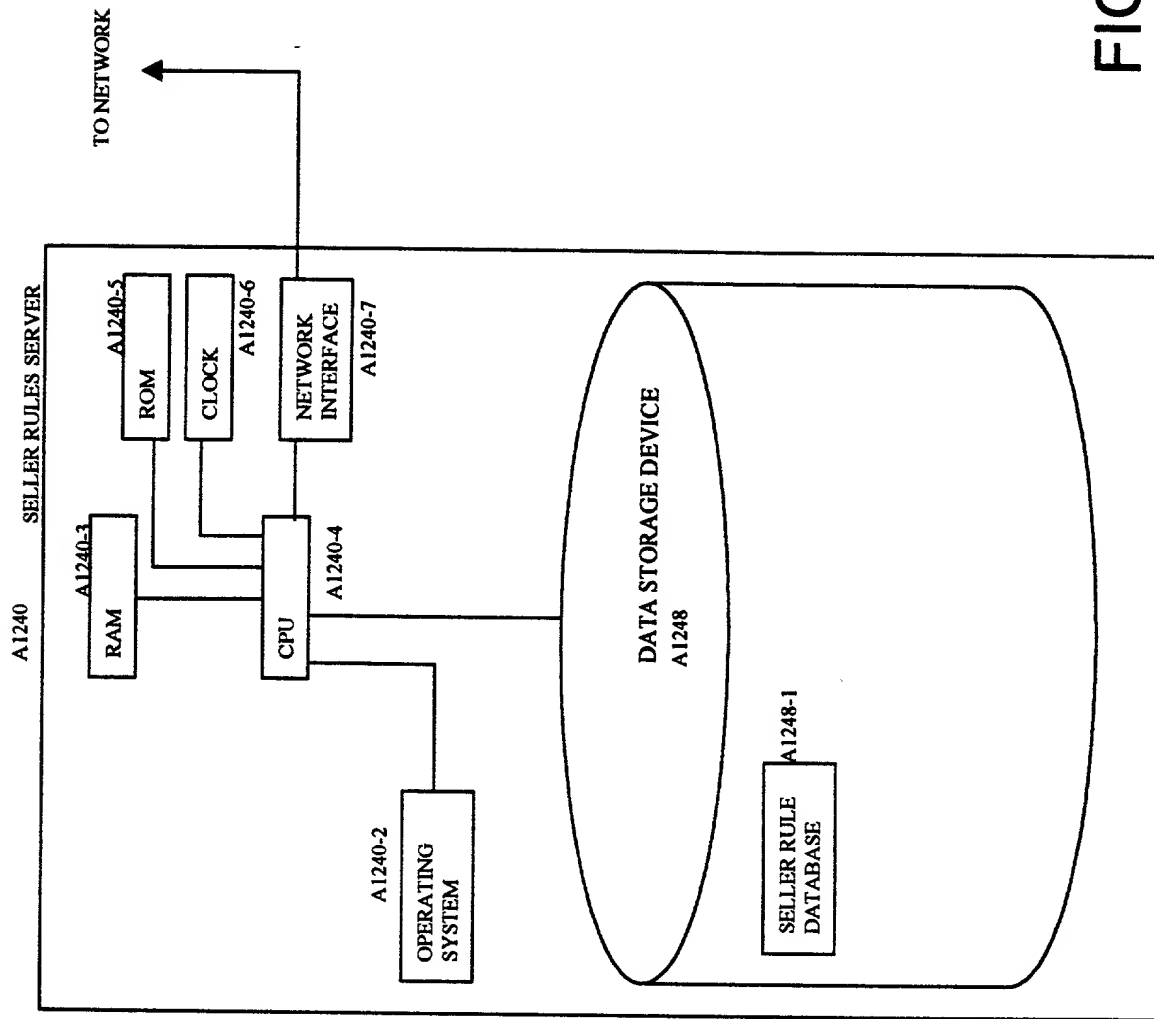 A1240 SELLER RULES SERVER
TO NETWORK
A1240-3
RAM
A1240-5
ROM
CLOCK
A1240-6
CPU
A1240-4
NETWORK
INTERFACE
A1240-7
A1240-2
OPERATING
SYSTEM
DATA STORAGE DEVICE
A1248
A1248-1
SELLER RULE
DATABASE